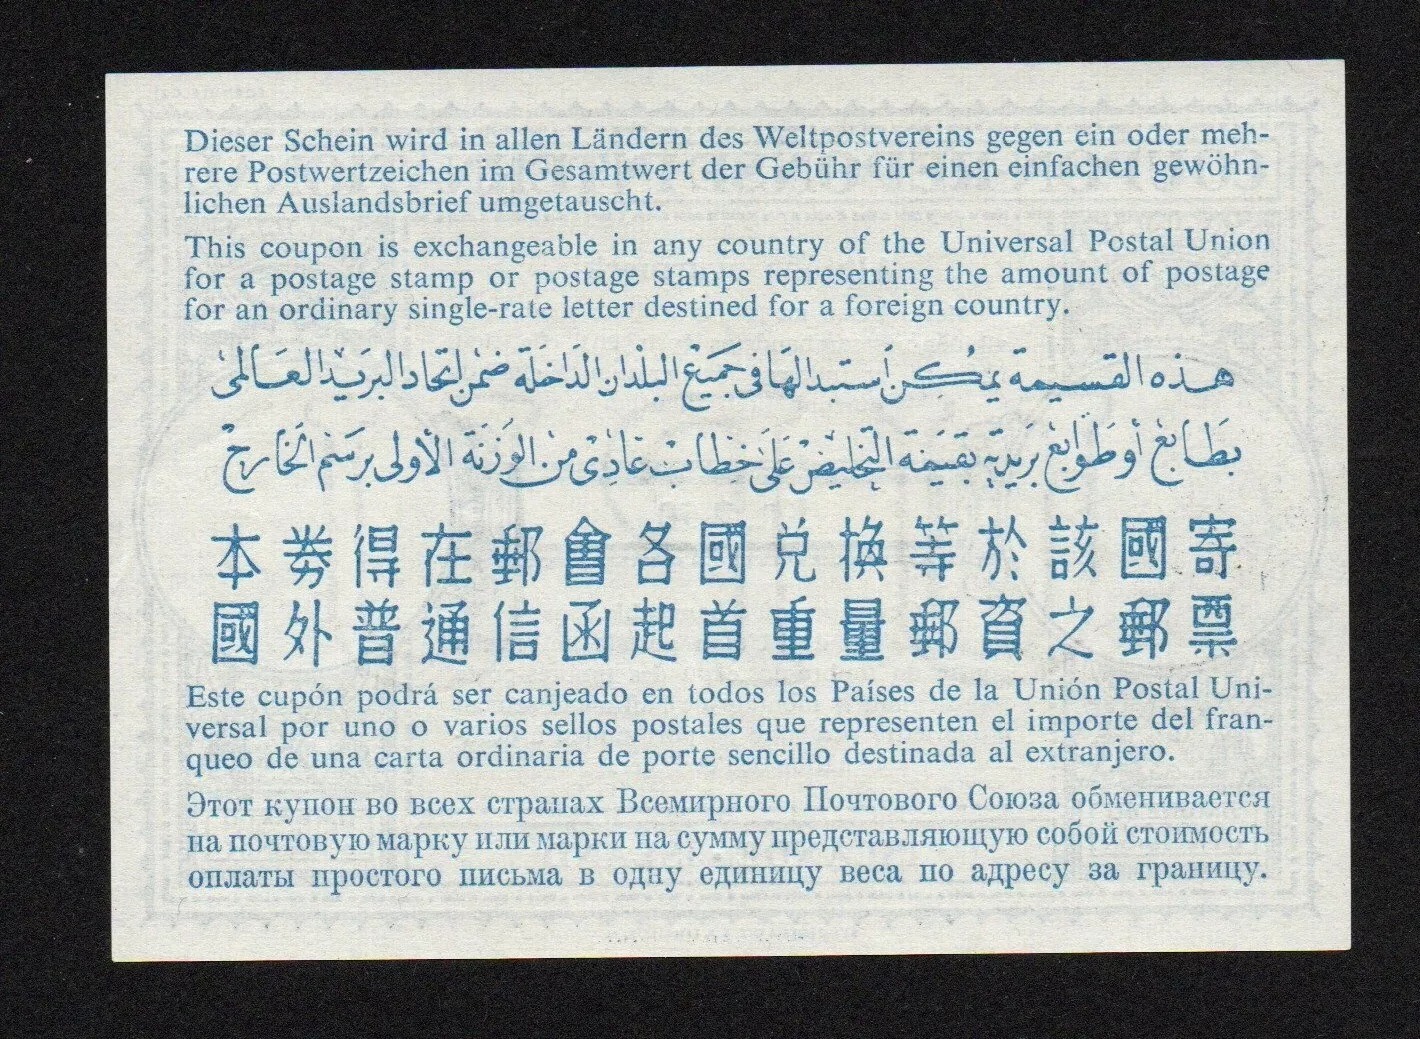 Dieser Schein wird in allen Ländern des Weltpostvereins gegen ein oder meh-
rere Postwertzeichen im Gesamtwert der Gebühr für einen einfachen gewöhn-
lichen Auslandsbrief umgetauscht.
This coupon is exchangeable in any country of the Universal Postal Union
for a postage stamp or postage stamps representing the amount of postage
for an ordinary single-rate letter destined for a foreign country.
هذه القسيمة يمكن استبدالها في جميع البلدان الداخلة ضمن اتحاد البريد العالمى
بطابع أو طوابع بريدية بقيمة التخليص على خطاب عادى من الوزنة الأولى برسم الخارج
本券得在郵會各國兑換等於該國寄
國外普通信函起首重量郵資之郵票
Este cupón podrá ser canjeado en todos los Países de la Unión Postal Uni-
versal por uno o varios sellos postales que representen el importe del fran-
queo de una carta ordinaria de porte sencillo destinada al extranjero.
Этот купон во всех странах Всемирного Почтового Союза обменивается
на почтовую марку или марки на сумму представляющую собой стоимость
оплаты простого письма в одну единицу веса по адресу за границу.